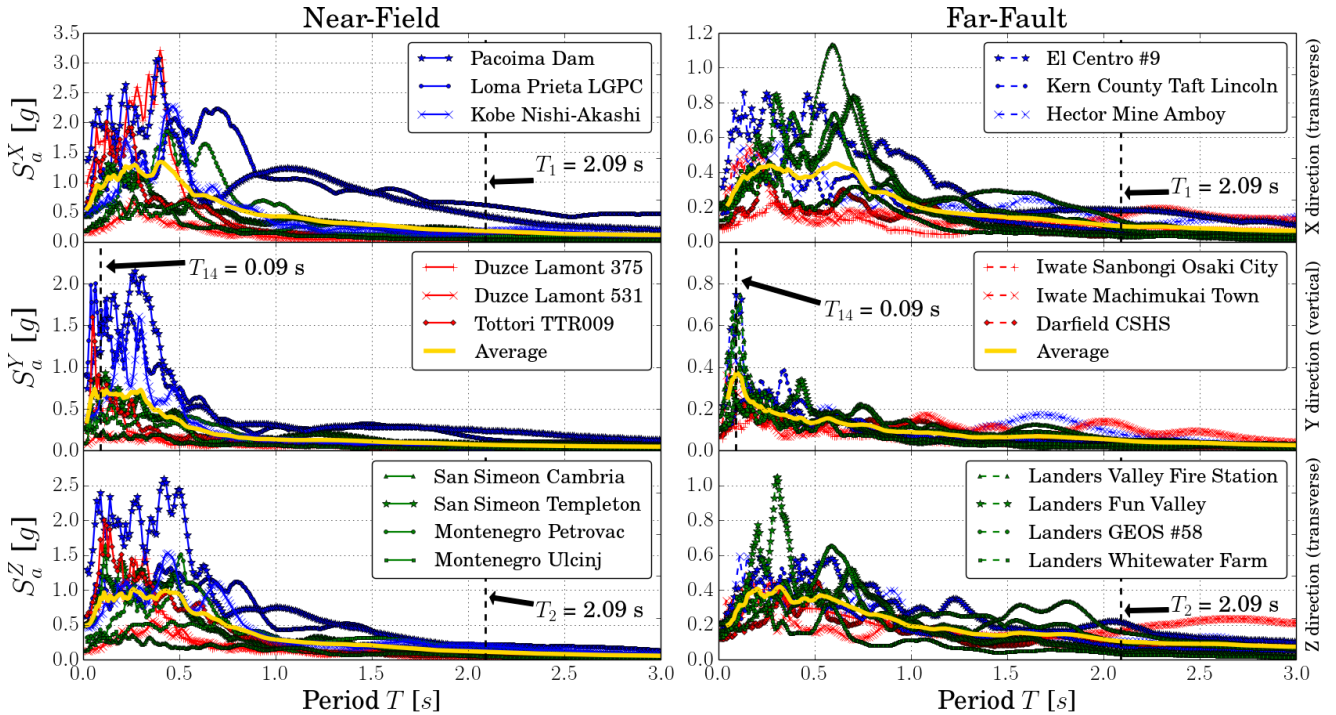 Near-Field
Far-Fault
3.5
3.0
2.5
2.0
1.5
1.0
0.5
0.0
S_a^X [g]
Pacoima Dam
Loma Prieta LGPC
Kobe Nishi-Akashi
T_1 = 2.09 s
1.2
1.0
0.8
0.6
0.4
0.2
0.0
El Centro #9
Kern County Taft Lincoln
Hector Mine Amboy
T_1 = 2.09 s
X direction (transverse)
2.0
1.5
1.0
0.5
0.0
S_a^Y [g]
T_14 = 0.09 s
Duzce Lamont 375
Duzce Lamont 531
Tottori TTR009
Average
0.8
0.6
0.4
0.2
0.0
T_14 = 0.09 s
Iwate Sanbongi Osaki City
Iwate Machimukai Town
Darfield CSHS
Average
Y direction (vertical)
2.5
2.0
1.5
1.0
0.5
0.0
S_a^Z [g]
San Simeon Cambria
San Simeon Templeton
Montenegro Petrovac
Montenegro Ulcinj
T_2 = 2.09 s
0.0 0.5 1.0 1.5 2.0 2.5 3.0
Period T [s]
1.2
1.0
0.8
0.6
0.4
0.2
0.0
Landers Valley Fire Station
Landers Fun Valley
Landers GEOS #58
Landers Whitewater Farm
T_2 = 2.09 s
Z direction (transverse)
0.0 0.5 1.0 1.5 2.0 2.5 3.0
Period T [s]